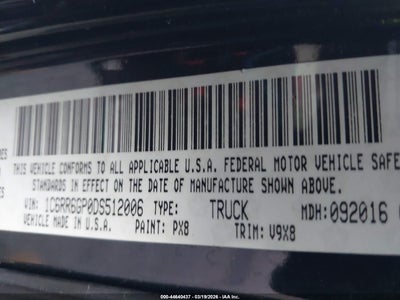 THIS VEHICLE CONFORMS TO ALL APPLICABLE U.S.A. FEDERAL MOTOR VEHICLE SAFE
STANDARDS IN EFFECT ON THE DATE OF MANUFACTURE SHOWN ABOVE.
VIN: 1C6RR6GP0DS512006 TYPE: TRUCK MDH:092016
MADE IN U.S.A. PAINT: PX8 TRIM: V9X8
000-44640437 - 03/19/2026 - IAA Inc.